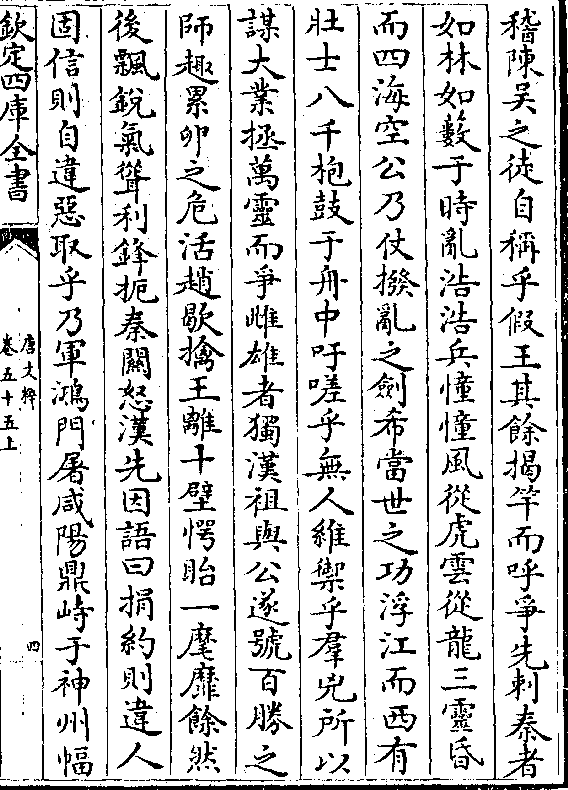 稽陳吴之徒自稱乎假王其餘揭竿而呼爭先刺秦者
如林如藪于時亂浩浩兵憧憧風從虎雲從龍三靈昏
而四海空公乃仗撥亂之劍希當世之功浮江而西有
壯士八千枹鼓于舟中吁嗟乎無人維禦乎羣兇所以
謀大業拯萬靈而爭雌雄者獨漢祖與公遂號百勝之
師趣累卵之危活趙歇擒王離十壁愕眙一麾靡餘然
後飄銳氣聳利鋒扼秦關怒漢先因語曰捐約則違人
固信則自違惡取乎乃軍鴻門屠咸陽鼎峙于神州幅
欽定四庫全書
唐文粹
卷五十五上
四